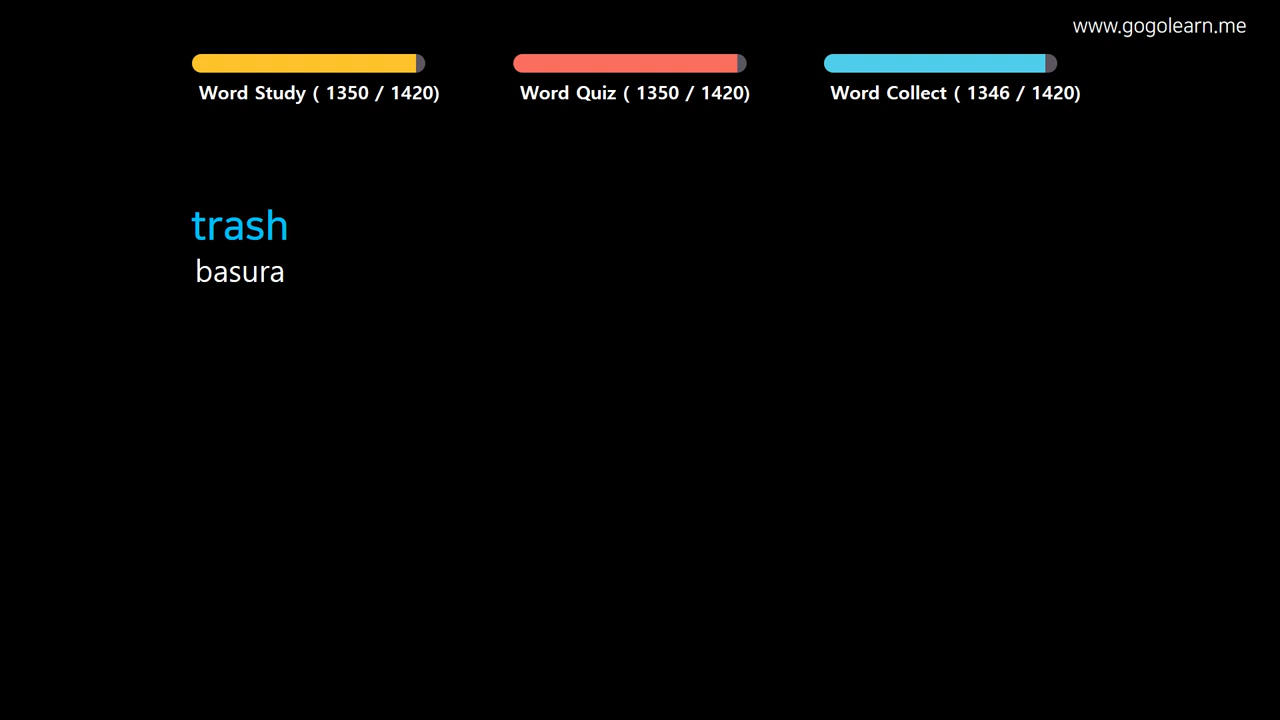 www.gogolearn.me
Word Study ( 1350 / 1420)
Word Quiz ( 1350 / 1420)
Word Collect ( 1346 / 1420)
trash
basura